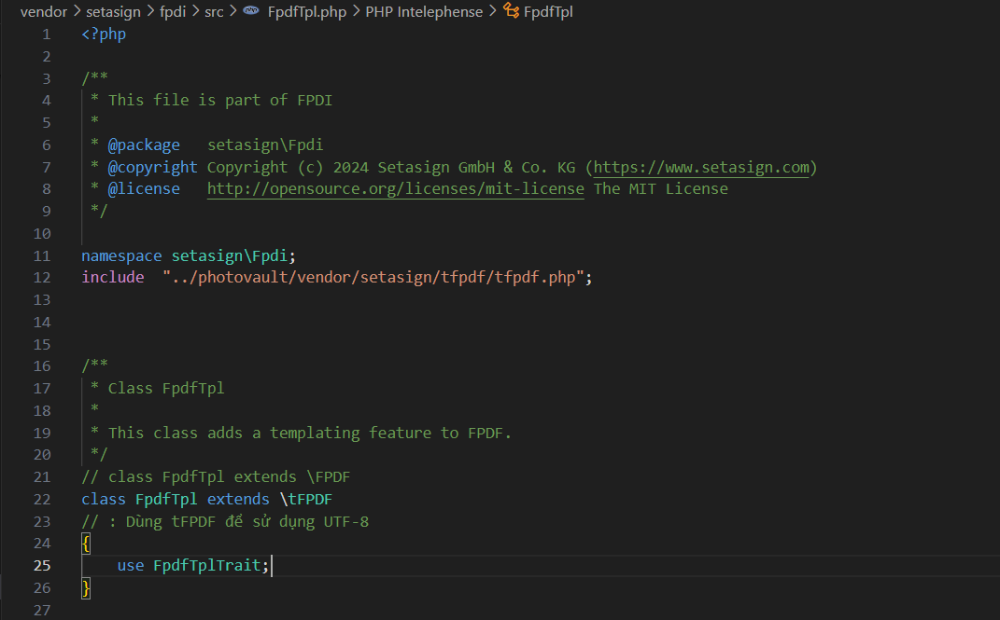 vendor > setasign > fpdi > src > FpdfTpl.php > PHP Intelephense > FpdfTpl
1 <?php
2
3 /**
4  * This file is part of FPDI
5  *
6  * @package   setasign\Fpdi
7  * @copyright Copyright (c) 2024 Setasign GmbH & Co. KG (https://www.setasign.com)
8  * @license   http://opensource.org/licenses/mit-license The MIT License
9  */
10
11 namespace setasign\Fpdi;
12 include  "../photovault/vendor/setasign/tfpdf/tfpdf.php";
13
14
15
16 /**
17  * Class FpdfTpl
18  *
19  * This class adds a templating feature to FPDF.
20  */
21 // class FpdfTpl extends \FPDF
22 class FpdfTpl extends \tFPDF
23 // : Dùng tFPDF để sử dụng UTF-8
24 {
25     use FpdfTplTrait;
26 }
27